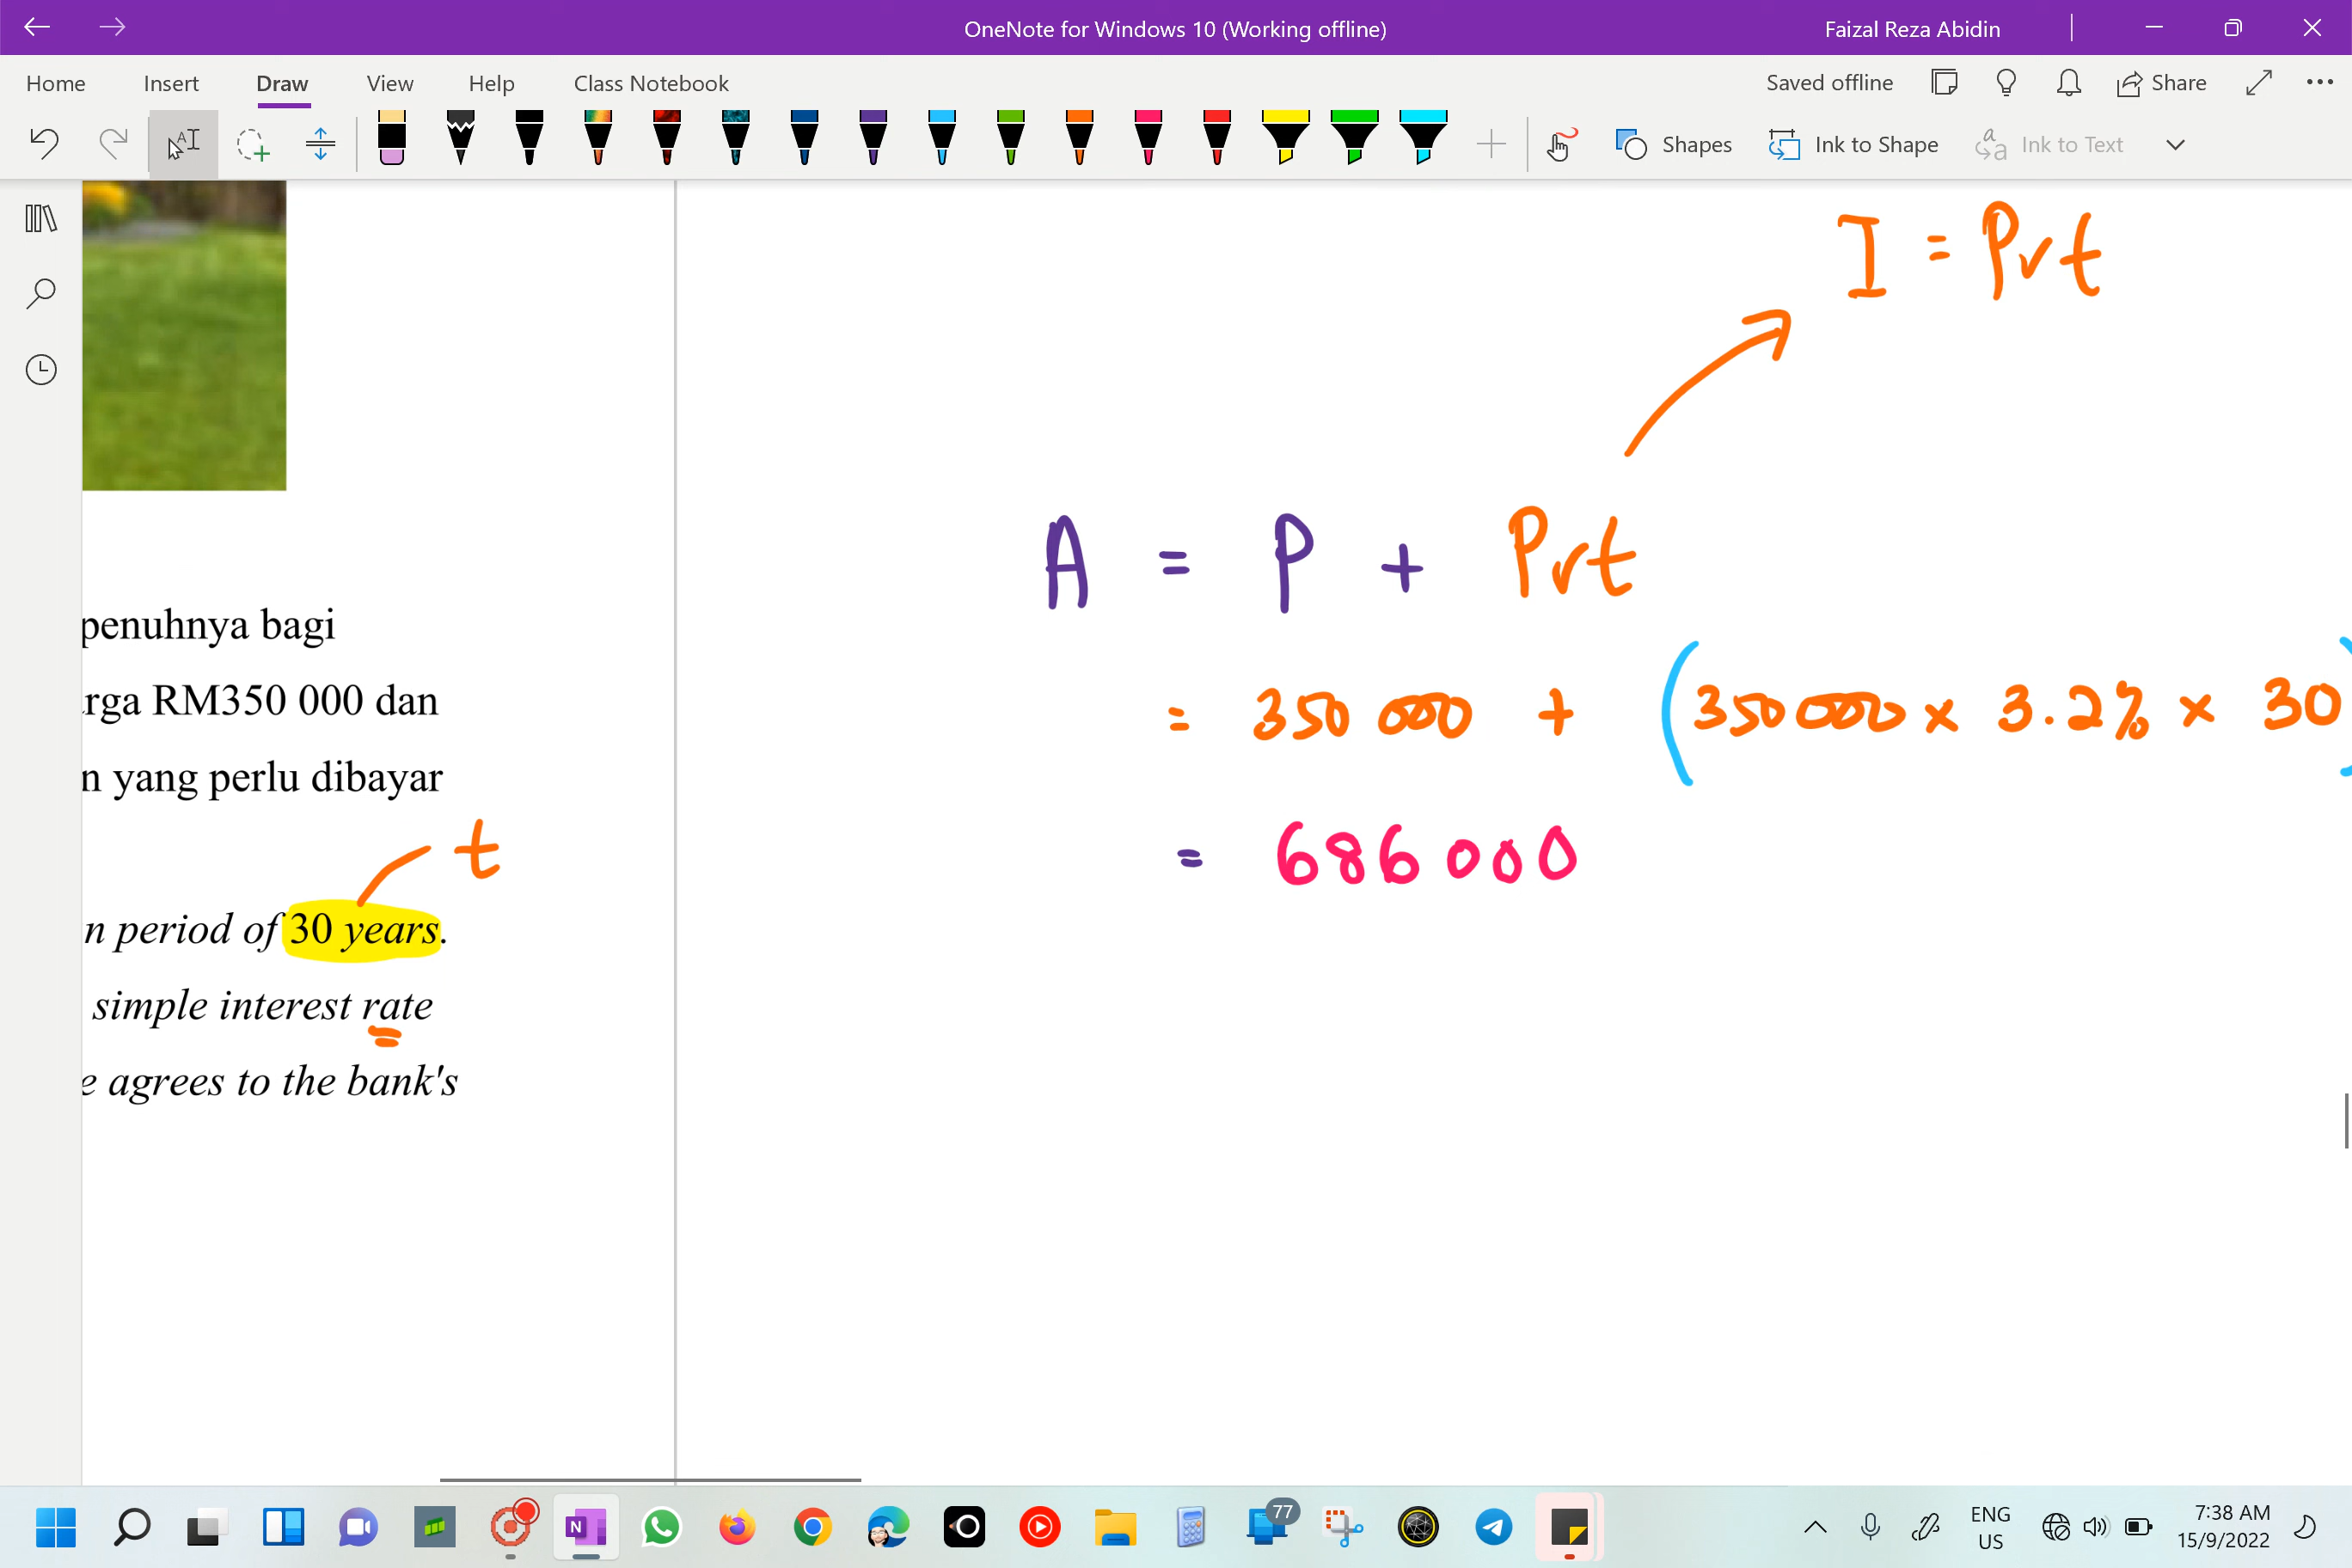 OneNote for Windows 10 (Working offline)
Faizal Reza Abidin
Home Insert Draw View Help Class Notebook
Saved offline Share
Shapes Ink to Shape Ink to Text
I = Prt
A = P + Prt
penuhnya bagi
rga RM350 000 dan
= 350 000 + (350000 × 3.2% × 30)
n yang perlu dibayar
t
= 686 000
n period of 30 years.
simple interest rate
e agrees to the bank's
77
ENG
US
7:38 AM
15/9/2022